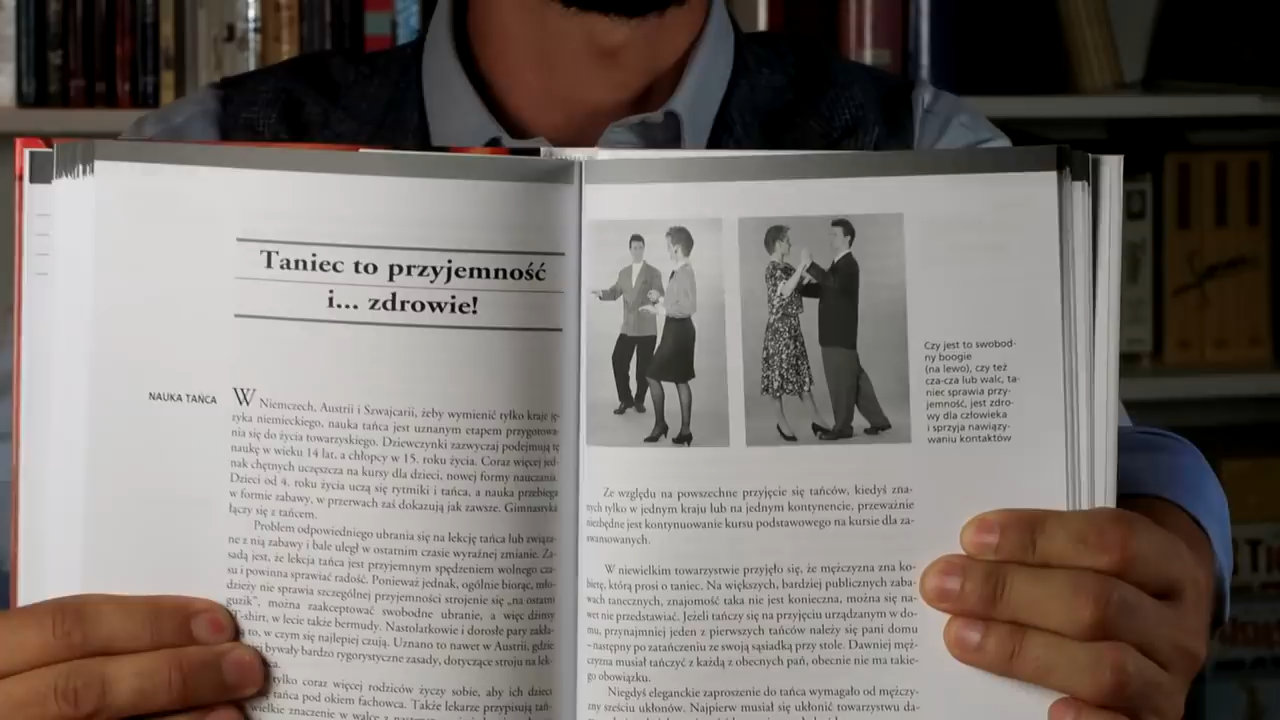 Taniec to przyjemność
i... zdrowie!
NAUKA TAŃCA
W Niemczech, Austrii i Szwajcarii, żeby wymienić tylko kraje ję-
zyka niemieckiego, nauka tańca jest uznanym etapem przygotowa-
nia się do życia towarzyskiego. Dziewczynki zazwyczaj podejmują tę
naukę w wieku 14 lat, a chłopcy w 15. roku życia. Coraz więcej jed-
nak chętnych uczęszcza na kursy dla dzieci, nowej formy nauczania.
Dzieci od 4. roku życia uczą się rytmiki i tańca, a nauka przebiega
w formie zabawy, w przerwach zaś dokazują jak zawsze. Gimnastyka
łączy się z tańcem.
Problem odpowiedniego ubrania się na lekcję tańca lub związa-
ne z nią zabawy i bale uległ w ostatnim czasie wyraźnej zmianie. Za-
sadą jest, że lekcja tańca jest przyjemnym spędzeniem wolnego cza-
su i powinna sprawiać radość. Ponieważ jednak, ogólnie biorąc, mło-
dzieży nie sprawia szczególnej przyjemności strojenie się „na ostatni
guzik", można zaakceptować swobodne ubranie, a więc dżinsy
T-shirt, w lecie także bermudy. Nastolatkowie i dorosłe pary zakła-
to, w czym się najlepiej czują. Uznano to nawet w Austrii, gdzie
bywały bardzo rygorystyczne zasady, dotyczące stroju na lek-
tylko coraz więcej rodziców życzy sobie, aby ich dzieci
tańca pod okiem fachowca. Także lekarze przypisują tań-
wielkie znaczenie w walce z
Czy jest to swobod-
ny boogie
(na lewo), czy też
cza-cza lub walc, ta-
niec sprawia przy-
jemność, jest zdro-
wy dla człowieka
i sprzyja nawiązy-
waniu kontaktów
Ze względu na powszechne przyjęcie się tańców, kiedyś zna-
nych tylko w jednym kraju lub na jednym kontynencie, przeważnie
niezbędne jest kontynuowanie kursu podstawowego na kursie dla za-
awansowanych.
W niewielkim towarzystwie przyjęło się, że mężczyzna zna ko-
bietę, którą prosi o taniec. Na większych, bardziej publicznych zaba-
wach tanecznych, znajomość taka nie jest konieczna, można się na-
wet nie przedstawiać. Jeżeli tańczy się na przyjęciu urządzanym w do-
mu, przynajmniej jeden z pierwszych tańców należy się pani domu
– następny po zatańczeniu ze swoją sąsiadką przy stole. Dawniej męż-
czyzna musiał tańczyć z każdą z obecnych pań, obecnie nie ma takie-
go obowiązku.
Niegdyś eleganckie zaproszenie do tańca wymagało od mężczy-
zny sześciu ukłonów. Najpierw musiał się ukłonić towarzystwu da-